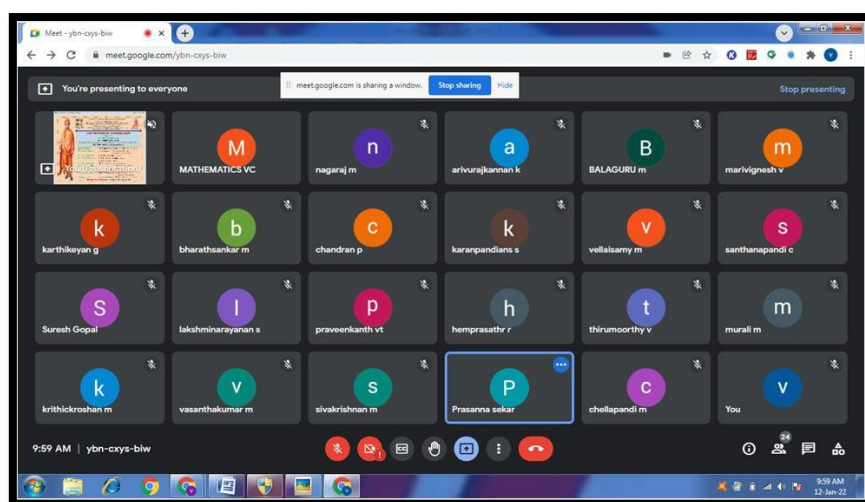 Meet - ybn-cxys-biw
meet.google.com/ybn-cxys-biw
You're presenting to everyone
meet.google.com is sharing a window. Stop sharing Hide
Stop presenting
You (Presentation)
M
MATHEMATICS VC
n
nagaraj m
a
arivurajkannan k
B
BALAGURU m
m
marivignesh v
k
karthikeyan g
b
bharathsankar m
c
chandran p
k
karanpandians s
v
vellaisamy m
s
santhanapandi c
S
Suresh Gopal
l
lakshminarayanan s
p
praveenkanth vt
h
hemprasathr r
t
thirumoorthy v
m
murali m
k
krithickroshan m
v
vasanthakumar m
s
sivakrishnan m
P
Prasanna sekar
c
chellapandi m
v
You
9:59 AM | ybn-cxys-biw
24
9:59 AM
12-Jan-22